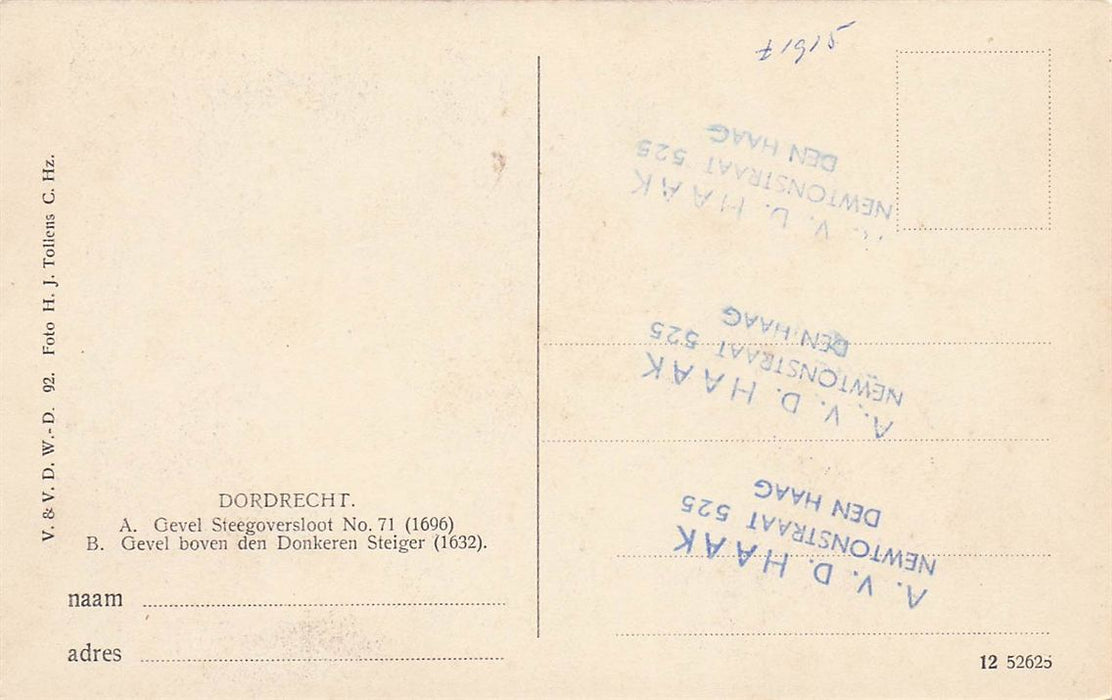 V. & V. D. W.-D. 92. Foto H. J. Tollens C. Hz.
DORDRECHT.
A. Gevel Steegoversloot No. 71 (1696)
B. Gevel boven den Donkeren Steiger (1632).
naam
adres
± 1915
V. D. HAAK
NEWTONSTRAAT 525
DEN HAAG
A. V. D. HAAK
NEWTONSTRAAT 525
DEN HAAG
A. V. D. HAAK
NEWTONSTRAAT 525
DEN HAAG
12 52625